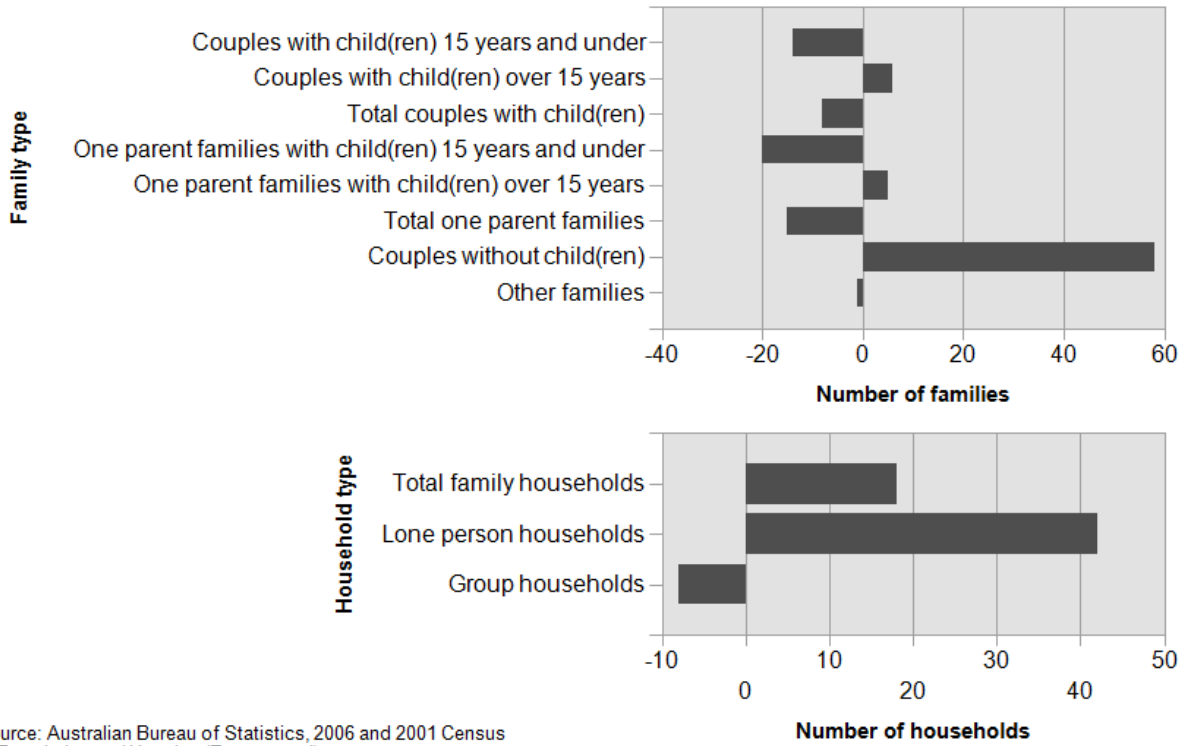 Family type
Couples with child(ren) 15 years and under
Couples with child(ren) over 15 years
Total couples with child(ren)
One parent families with child(ren) 15 years and under
One parent families with child(ren) over 15 years
Total one parent families
Couples without child(ren)
Other families
-40 -20 0 20 40 60
Number of families
Household type
Total family households
Lone person households
Group households
-10 10 30 50
0 20 40
Number of households
urce: Australian Bureau of Statistics, 2006 and 2001 Census